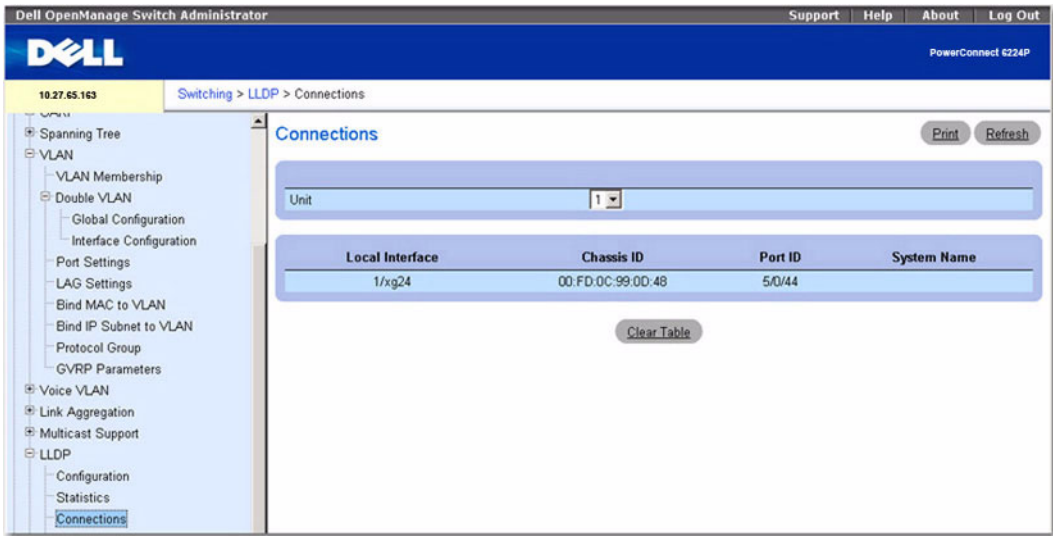 Dell OpenManage Switch Administrator
Support Help About Log Out
DELL
PowerConnect 6224P
10.27.65.163
Switching > LLDP > Connections
Spanning Tree
VLAN
VLAN Membership
Double VLAN
Global Configuration
Interface Configuration
Port Settings
LAG Settings
Bind MAC to VLAN
Bind IP Subnet to VLAN
Protocol Group
GVRP Parameters
Voice VLAN
Link Aggregation
Multicast Support
LLDP
Configuration
Statistics
Connections
Connections
Print Refresh
Unit 1
Local Interface Chassis ID Port ID System Name
1/xg24 00:FD:0C:99:0D:48 5/0/44
Clear Table